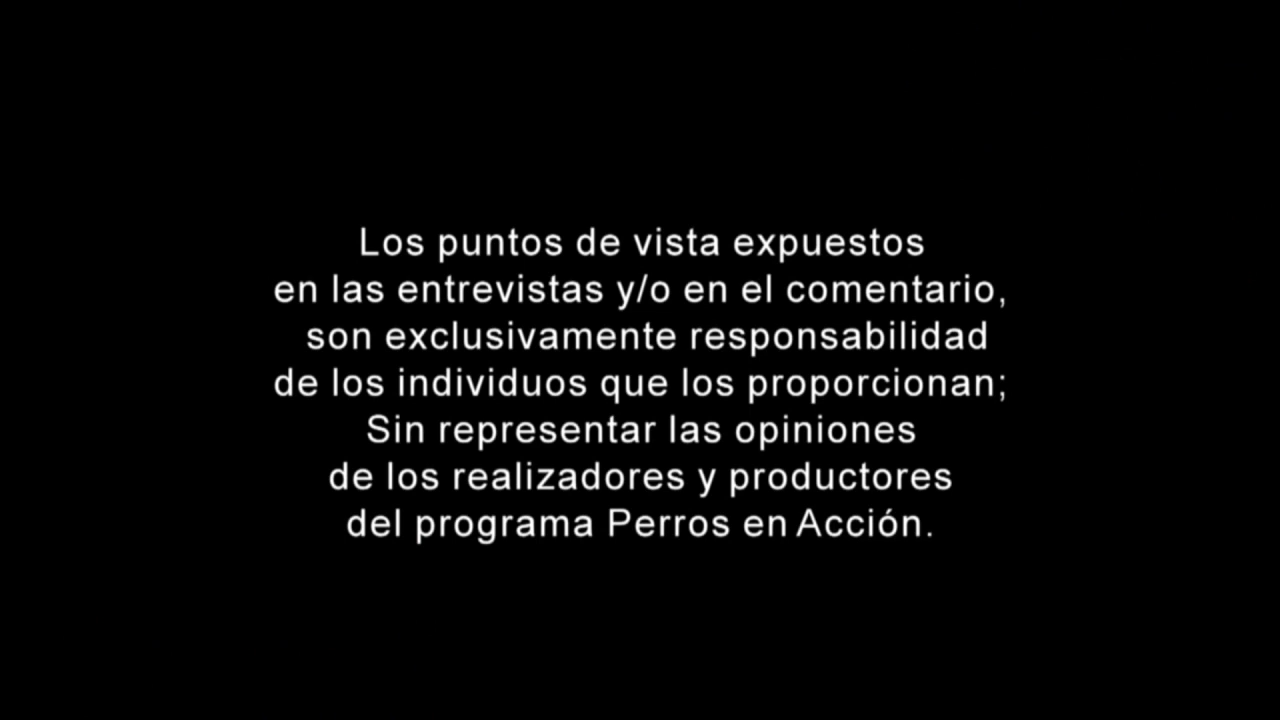 Los puntos de vista expuestos
en las entrevistas y/o en el comentario,
son exclusivamente responsabilidad
de los individuos que los proporcionan;
Sin representar las opiniones
de los realizadores y productores
del programa Perros en Acción.